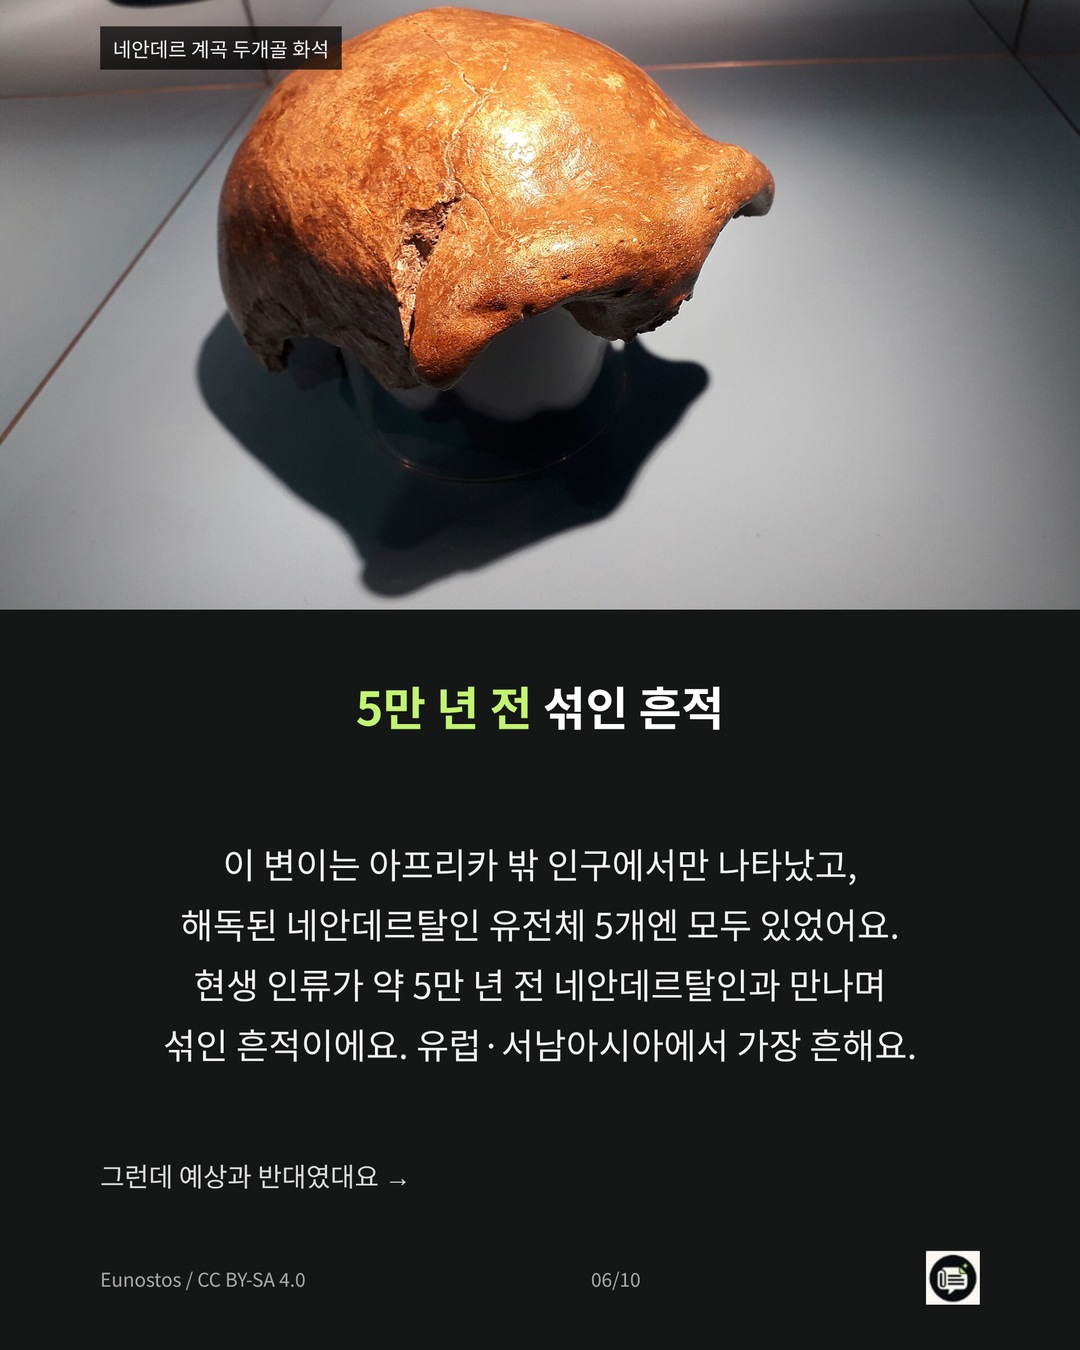 네안데르 계곡 두개골 화석
5만 년 전 섞인 흔적
이 변이는 아프리카 밖 인구에서만 나타났고,
해독된 네안데르탈인 유전체 5개엔 모두 있었어요.
현생 인류가 약 5만 년 전 네안데르탈인과 만나며
섞인 흔적이에요. 유럽·서남아시아에서 가장 흔해요.
그런데 예상과 반대였대요 →
Eunostos / CC BY-SA 4.0
06/10